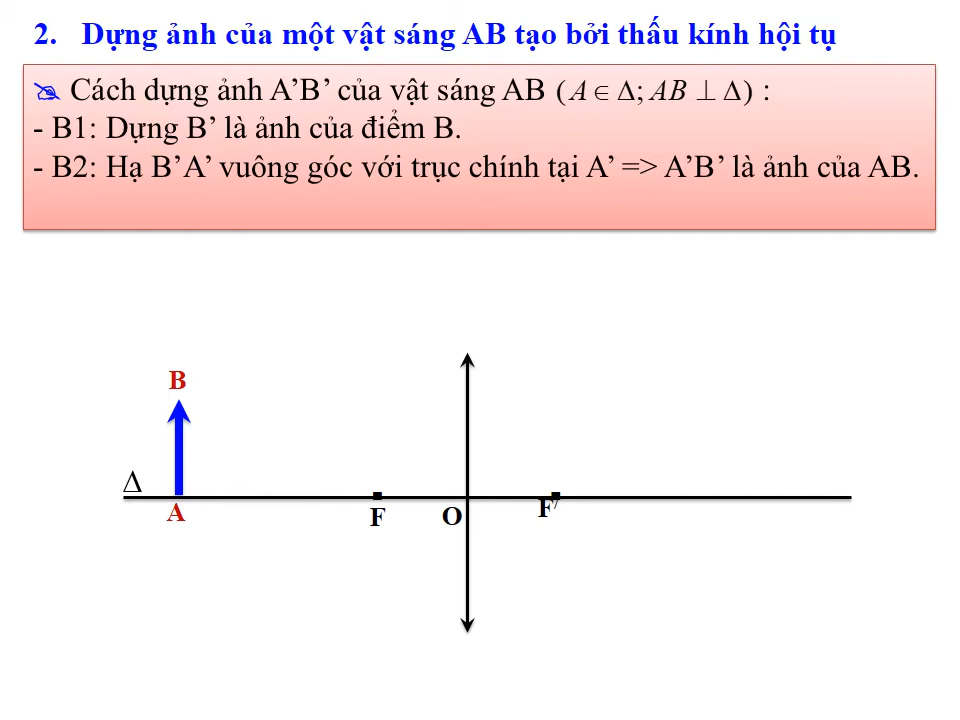 2. Dựng ảnh của một vật sáng AB tạo bởi thấu kính hội tụ
Cách dựng ảnh A’B’ của vật sáng AB ( A ∈ Δ; AB ⊥ Δ) :
- B1: Dựng B’ là ảnh của điểm B.
- B2: Hạ B’A’ vuông góc với trục chính tại A’ => A’B’ là ảnh của AB.
B
Δ
A
F
O
F'